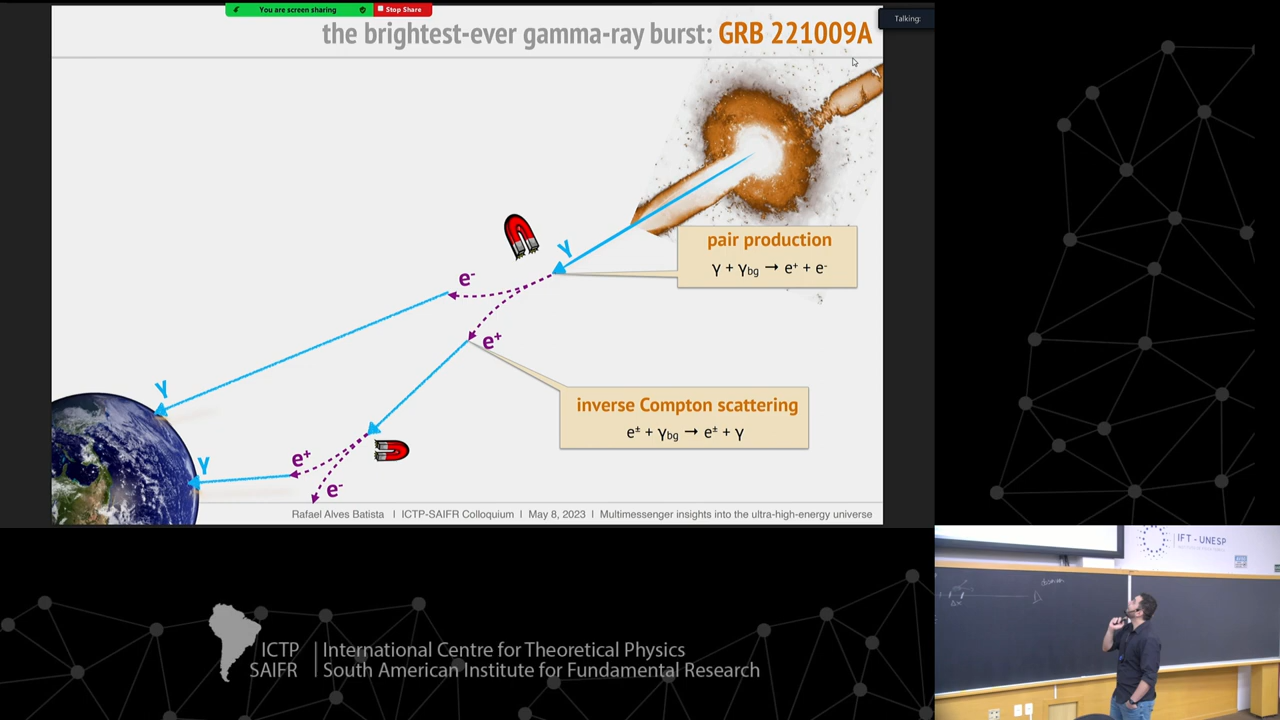 You are screen sharing
Stop Share
Talking:
the brightest-ever gamma-ray burst: GRB 221009A
γ
pair production
γ + γbg → e⁺ + e⁻
e⁻
e⁺
γ
inverse Compton scattering
e± + γbg → e± + γ
e⁺
γ
e⁻
Rafael Alves Batista | ICTP-SAIFR Colloquium | May 8, 2023 | Multimessenger insights into the ultra-high-energy universe
IFT - UNESP
Δx
ICTP
SAIFR
International Centre for Theoretical Physics
South American Institute for Fundamental Research